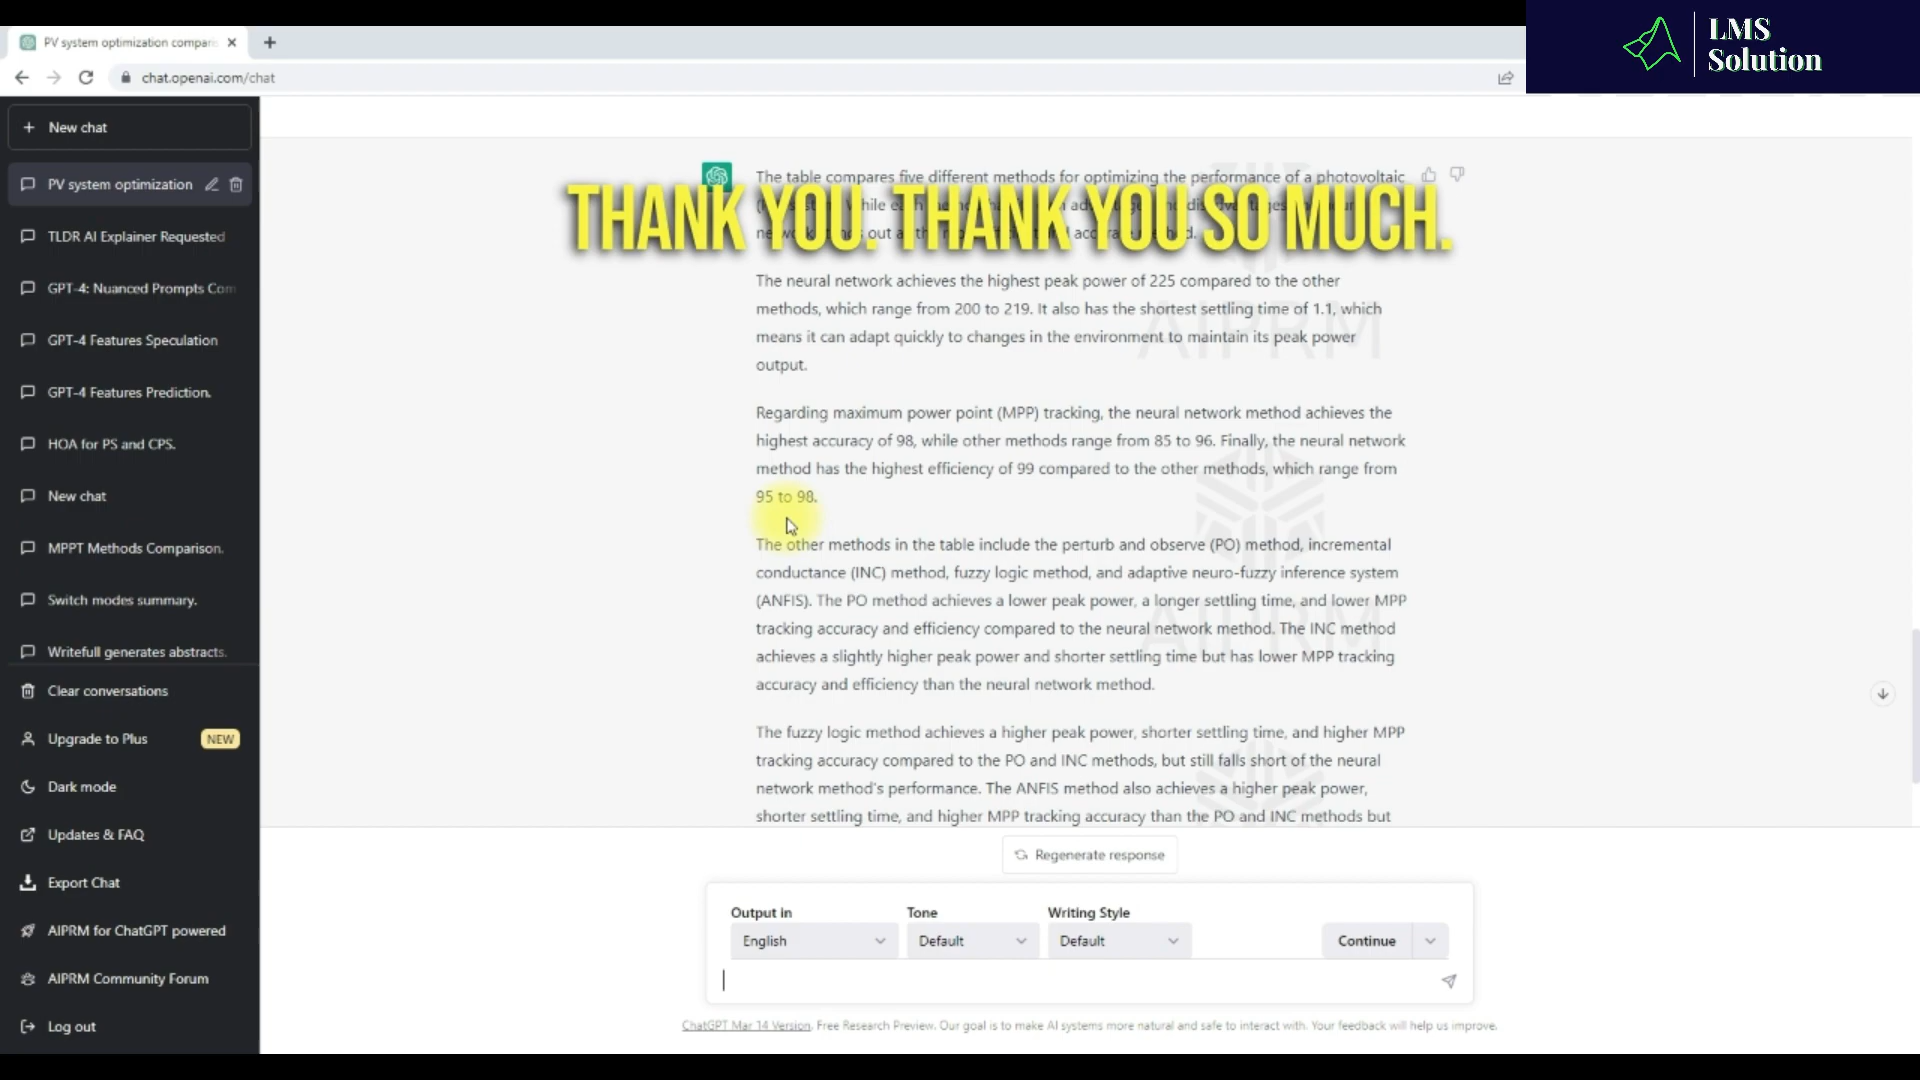 PV system optimization compari
chat.openai.com/chat
LMS
Solution
New chat
PV system optimization
TLDR AI Explainer Requested
GPT-4: Nuanced Prompts Com
GPT-4 Features Speculation
GPT-4 Features Prediction.
HOA for PS and CPS.
New chat
MPPT Methods Comparison.
Switch modes summary.
Writefull generates abstracts.
Clear conversations
Upgrade to Plus NEW
Dark mode
Updates & FAQ
Export Chat
AIPRM for ChatGPT powered
AIPRM Community Forum
Log out
The table compares five different methods for optimizing the performance of a photovoltaic
THANK YOU. THANK YOU SO MUCH.
The neural network achieves the highest peak power of 225 compared to the other
methods, which range from 200 to 219. It also has the shortest settling time of 1.1, which
means it can adapt quickly to changes in the environment to maintain its peak power
output.
AIPRM
Regarding maximum power point (MPP) tracking, the neural network method achieves the
highest accuracy of 98, while other methods range from 85 to 96. Finally, the neural network
method has the highest efficiency of 99 compared to the other methods, which range from
95 to 98.
The other methods in the table include the perturb and observe (PO) method, incremental
conductance (INC) method, fuzzy logic method, and adaptive neuro-fuzzy inference system
(ANFIS). The PO method achieves a lower peak power, a longer settling time, and lower MPP
tracking accuracy and efficiency compared to the neural network method. The INC method
achieves a slightly higher peak power and shorter settling time but has lower MPP tracking
accuracy and efficiency than the neural network method.
AIPRM
The fuzzy logic method achieves a higher peak power, shorter settling time, and higher MPP
tracking accuracy compared to the PO and INC methods, but still falls short of the neural
network method's performance. The ANFIS method also achieves a higher peak power,
shorter settling time, and higher MPP tracking accuracy than the PO and INC methods but
Regenerate response
Output in Tone Writing Style
English Default Default Continue
ChatGPT Mar 14 Version. Free Research Preview. Our goal is to make AI systems more natural and safe to interact with. Your feedback will help us improve.